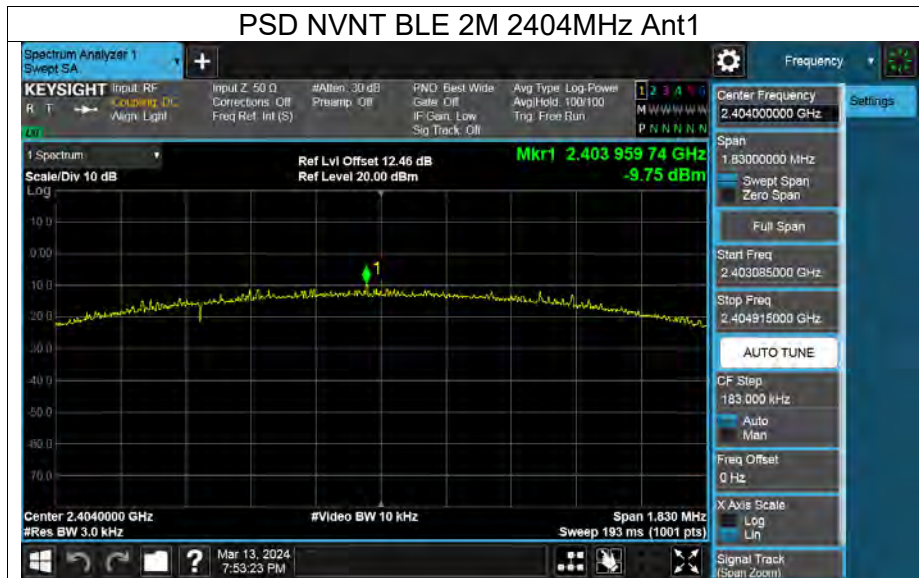 PSD NVNT BLE 2M 2404MHz Ant1
Spectrum Analyzer 1
Swept SA
+
Frequency
KEYSIGHT Input: RF
R T Coupling: DC
Align: Light
Input Z: 50 Ω
Corrections: Off
Freq Ref: Int (S)
#Atten: 30 dB
Preamp: Off
PNO: Best Wide
Gate: Off
IF Gain: Low
Sig Track: Off
Avg Type: Log-Power
Avg|Hold: 100/100
Trig: Free Run
1 2 3 4 5 6
M W W W W W
P N N N N N
1 Spectrum
Scale/Div 10 dB
Log
Ref Lvl Offset 12.46 dB
Ref Level 20.00 dBm
Mkr1 2.403 959 74 GHz
-9.75 dBm
10.0
0.00
-10.0
-20.0
-30.0
-40.0
-50.0
-60.0
-70.0
1
Center 2.4040000 GHz
#Res BW 3.0 kHz
#Video BW 10 kHz
Span 1.830 MHz
Sweep 193 ms (1001 pts)
?
Mar 13, 2024
7:53:23 PM
Center Frequency
2.404000000 GHz
Settings
Span
1.83000000 MHz
Swept Span
Zero Span
Full Span
Start Freq
2.403085000 GHz
Stop Freq
2.404915000 GHz
AUTO TUNE
CF Step
183.000 kHz
Auto
Man
Freq Offset
0 Hz
X Axis Scale
Log
Lin
Signal Track
(Span Zoom)